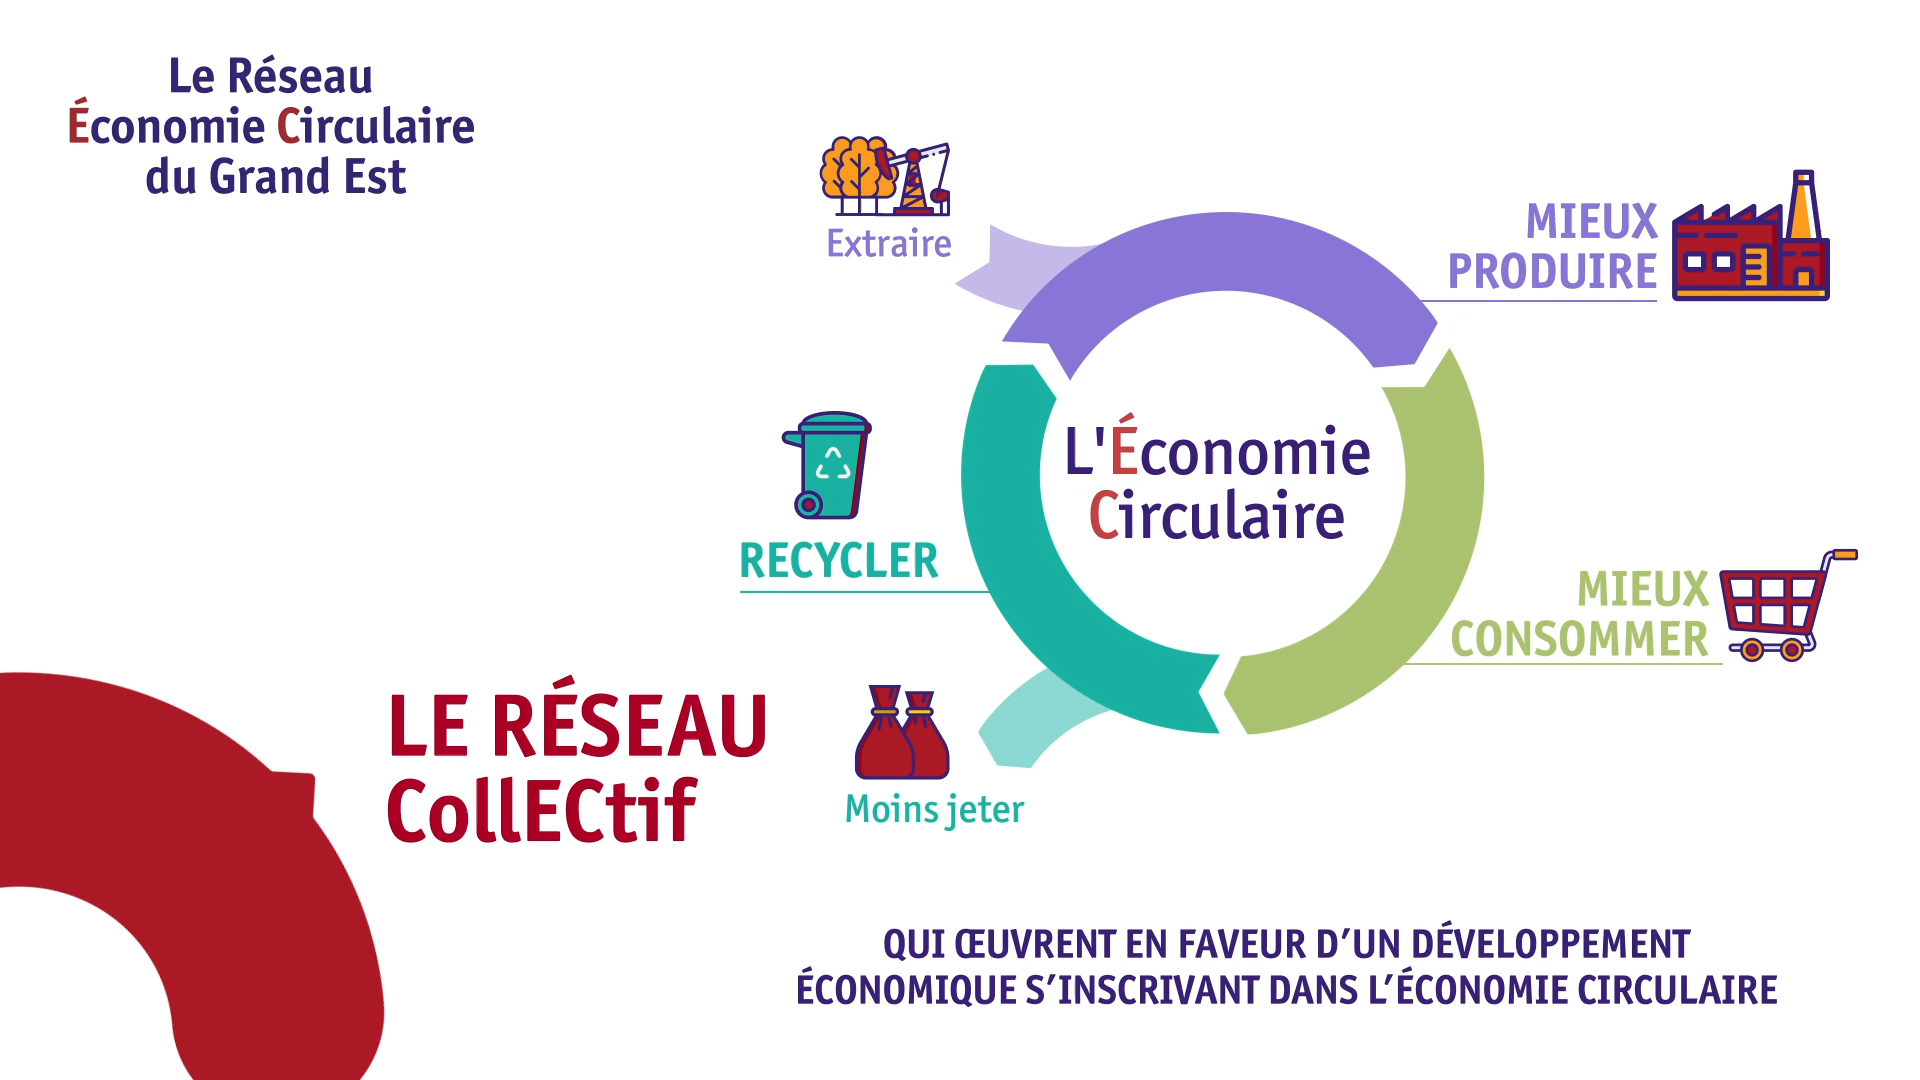 Le Réseau
Économie Circulaire
du Grand Est
Extraire
MIEUX
PRODUIRE
L'Économie
Circulaire
RECYCLER
MIEUX
CONSOMMER
LE RÉSEAU
CollECtif
Moins jeter
QUI ŒUVRENT EN FAVEUR D’UN DÉVELOPPEMENT
ÉCONOMIQUE S’INSCRIVANT DANS L’ÉCONOMIE CIRCULAIRE